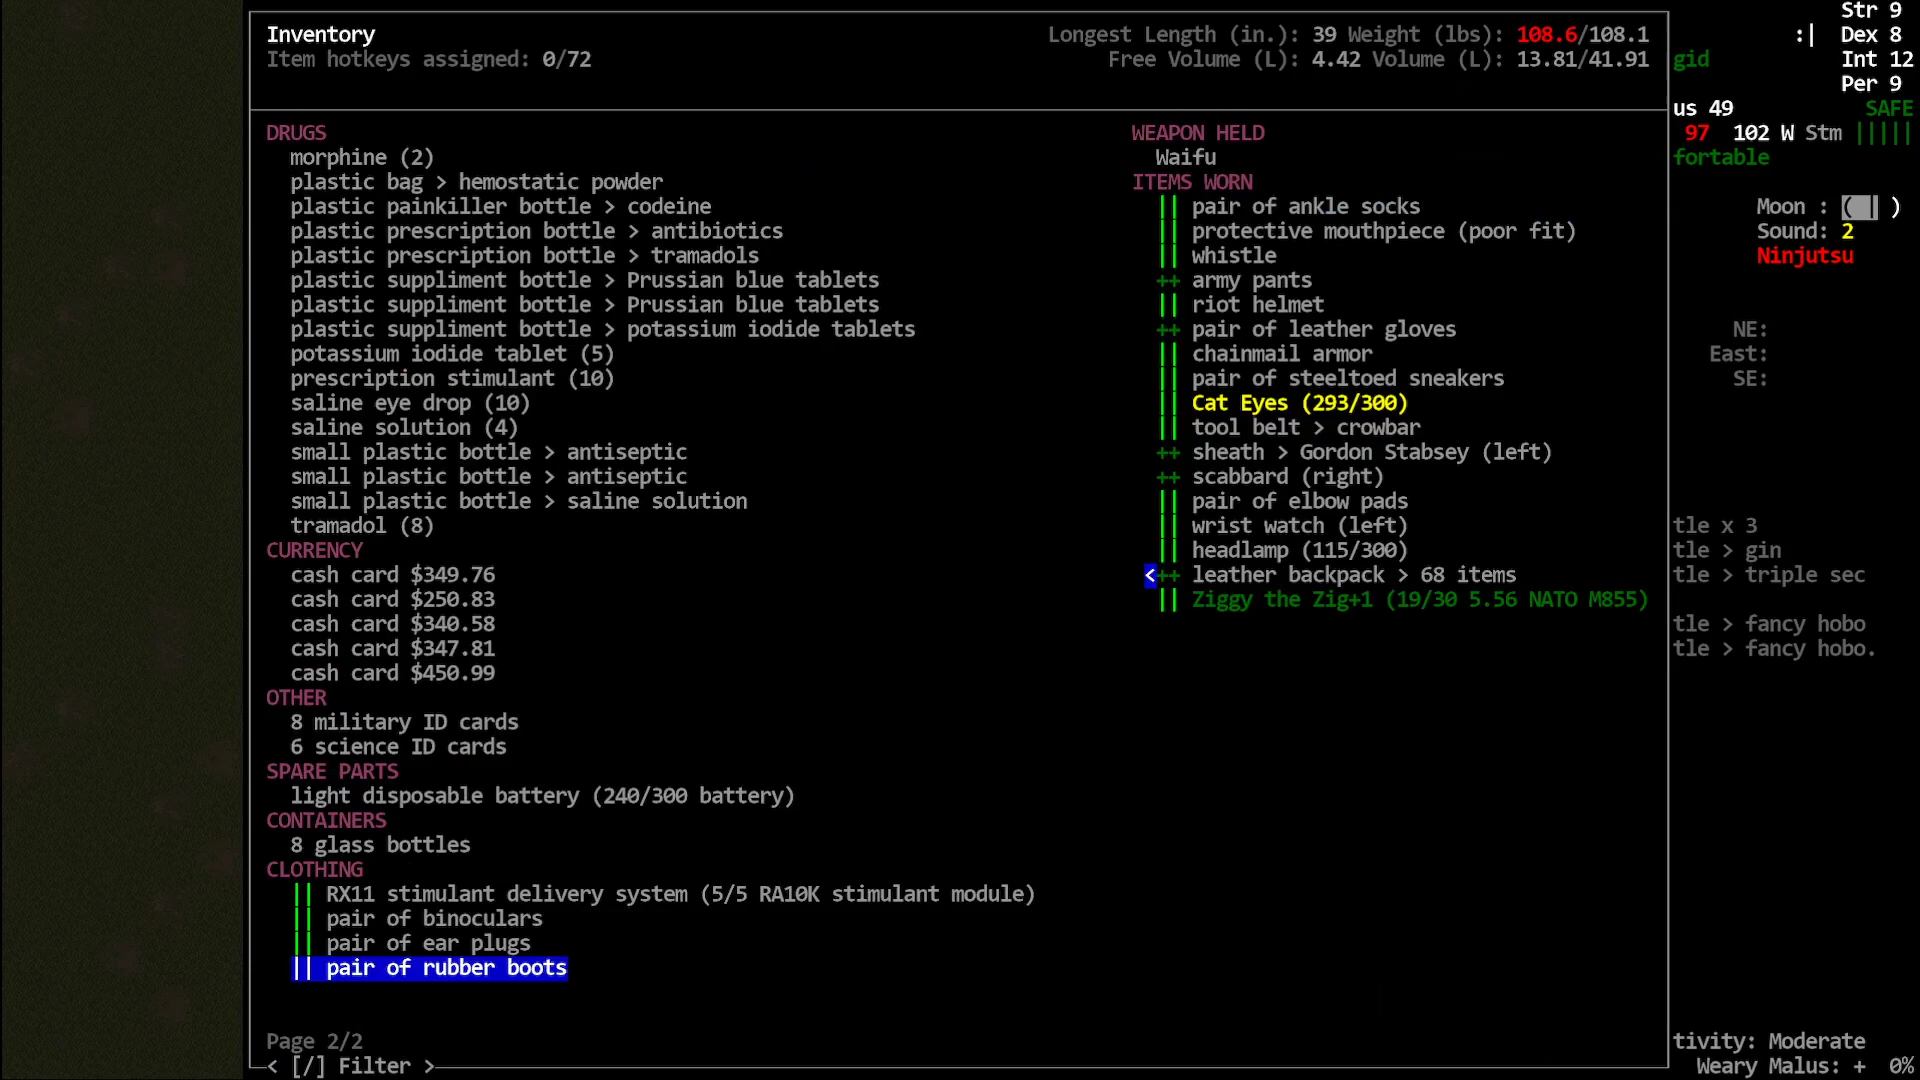 Inventory
Item hotkeys assigned: 0/72
Longest Length (in.): 39 Weight (lbs): 108.6/108.1
Free Volume (L): 4.42 Volume (L): 13.81/41.91
DRUGS
morphine (2)
plastic bag > hemostatic powder
plastic painkiller bottle > codeine
plastic prescription bottle > antibiotics
plastic prescription bottle > tramadols
plastic suppliment bottle > Prussian blue tablets
plastic suppliment bottle > Prussian blue tablets
plastic suppliment bottle > potassium iodide tablets
potassium iodide tablet (5)
prescription stimulant (10)
saline eye drop (10)
saline solution (4)
small plastic bottle > antiseptic
small plastic bottle > antiseptic
small plastic bottle > saline solution
tramadol (8)
CURRENCY
cash card $349.76
cash card $250.83
cash card $340.58
cash card $347.81
cash card $450.99
OTHER
8 military ID cards
6 science ID cards
SPARE PARTS
light disposable battery (240/300 battery)
CONTAINERS
8 glass bottles
CLOTHING
|| RX11 stimulant delivery system (5/5 RA10K stimulant module)
|| pair of binoculars
|| pair of ear plugs
|| pair of rubber boots
Page 2/2
< [/] Filter >
WEAPON HELD
Waifu
ITEMS WORN
|| pair of ankle socks
|| protective mouthpiece (poor fit)
|| whistle
++ army pants
|| riot helmet
++ pair of leather gloves
|| chainmail armor
|| pair of steeltoed sneakers
|| Cat Eyes (293/300)
|| tool belt > crowbar
++ sheath > Gordon Stabsey (left)
++ scabbard (right)
|| pair of elbow pads
|| wrist watch (left)
|| headlamp (115/300)
<++ leather backpack > 68 items
|| Ziggy the Zig+1 (19/30 5.56 NATO M855)
Str 9
:| Dex 8
gid Int 12
Per 9
us 49 SAFE
97 102 W Stm |||||
fortable
Moon : ( | )
Sound: 2
Ninjutsu
NE:
East:
SE:
tle x 3
tle > gin
tle > triple sec
tle > fancy hobo
tle > fancy hobo.
tivity: Moderate
Weary Malus: + 0%